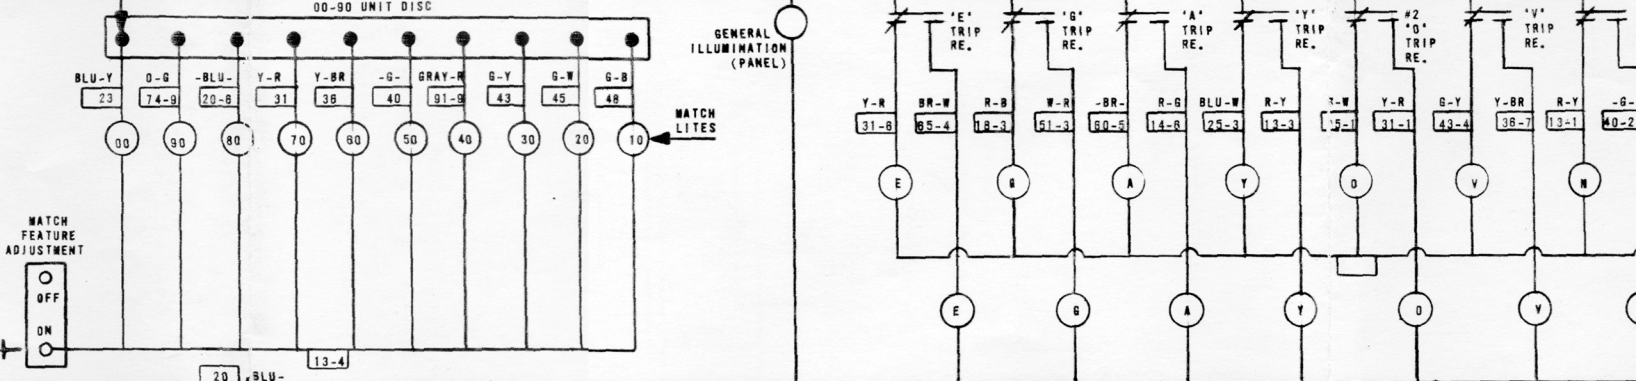 00-90 UNIT DISC
BLU-Y O-G -BLU- Y-R Y-BR -G- GRAY-R G-Y G-W G-B
23 74-9 20-6 31 36 40 91-9 43 45 48
00 90 80 70 60 50 40 30 20 10
MATCH
LITES
MATCH
FEATURE
ADJUSTMENT
OFF
ON
13-4
20 BLU-
GENERAL
ILLUMINATION
(PANEL)
"E"
TRIP
RE.
"G"
TRIP
RE.
"A"
TRIP
RE.
"Y"
TRIP
RE.
#2
"O"
TRIP
RE.
"V"
TRIP
RE.
Y-R BR-W R-B W-R -BR- R-G BLU-W R-Y Y-R G-Y Y-BR R-Y -G-
31-6 65-4 18-3 51-3 60-5 14-6 25-3 13-3 31-1 43-4 36-7 13-1 40-2
E G A Y O V N
E G A Y O V